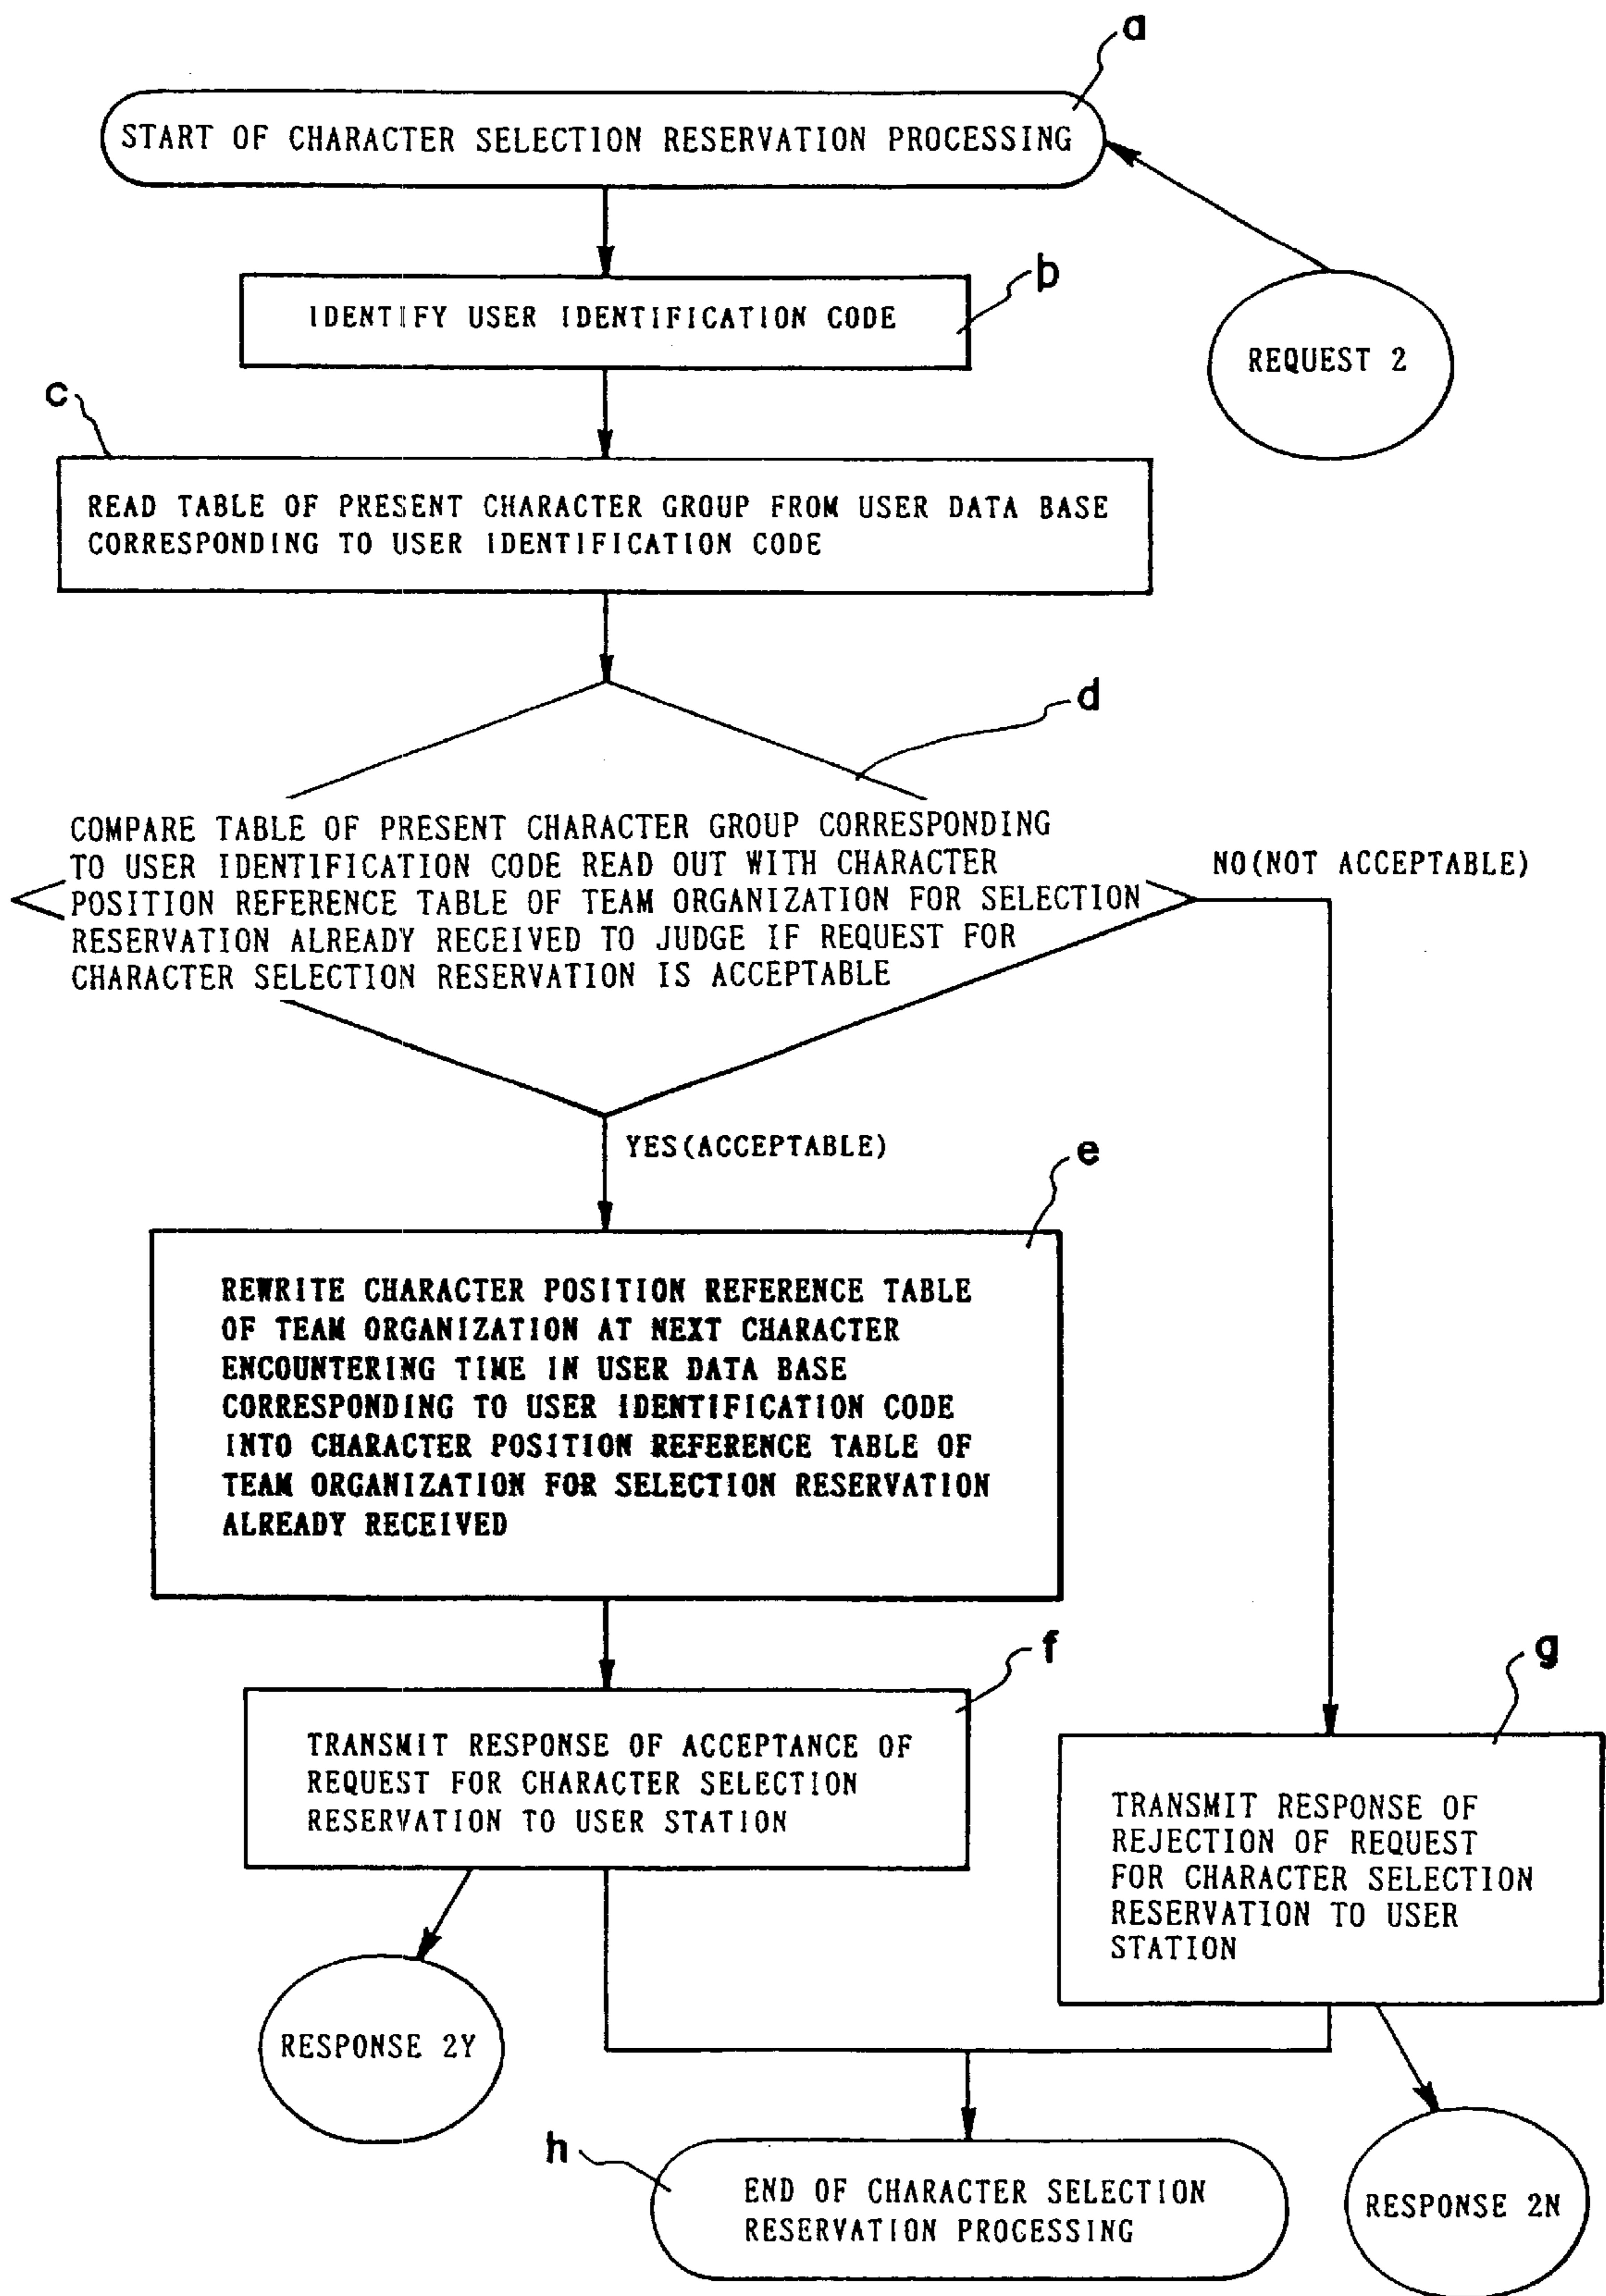 a
START OF CHARACTER SELECTION RESERVATION PROCESSING
b
IDENTIFY USER IDENTIFICATION CODE
REQUEST 2
c
READ TABLE OF PRESENT CHARACTER GROUP FROM USER DATA BASE
CORRESPONDING TO USER IDENTIFICATION CODE
d
COMPARE TABLE OF PRESENT CHARACTER GROUP CORRESPONDING
TO USER IDENTIFICATION CODE READ OUT WITH CHARACTER
POSITION REFERENCE TABLE OF TEAM ORGANIZATION FOR SELECTION
RESERVATION ALREADY RECEIVED TO JUDGE IF REQUEST FOR
CHARACTER SELECTION RESERVATION IS ACCEPTABLE
NO(NOT ACCEPTABLE)
YES(ACCEPTABLE)
e
REWRITE CHARACTER POSITION REFERENCE TABLE
OF TEAM ORGANIZATION AT NEXT CHARACTER
ENCOUNTERING TIME IN USER DATA BASE
CORRESPONDING TO USER IDENTIFICATION CODE
INTO CHARACTER POSITION REFERENCE TABLE OF
TEAM ORGANIZATION FOR SELECTION RESERVATION
ALREADY RECEIVED
f
TRANSMIT RESPONSE OF ACCEPTANCE OF
REQUEST FOR CHARACTER SELECTION
RESERVATION TO USER STATION
g
TRANSMIT RESPONSE OF
REJECTION OF REQUEST
FOR CHARACTER SELECTION
RESERVATION TO USER
STATION
RESPONSE 2Y
h
END OF CHARACTER SELECTION
RESERVATION PROCESSING
RESPONSE 2N